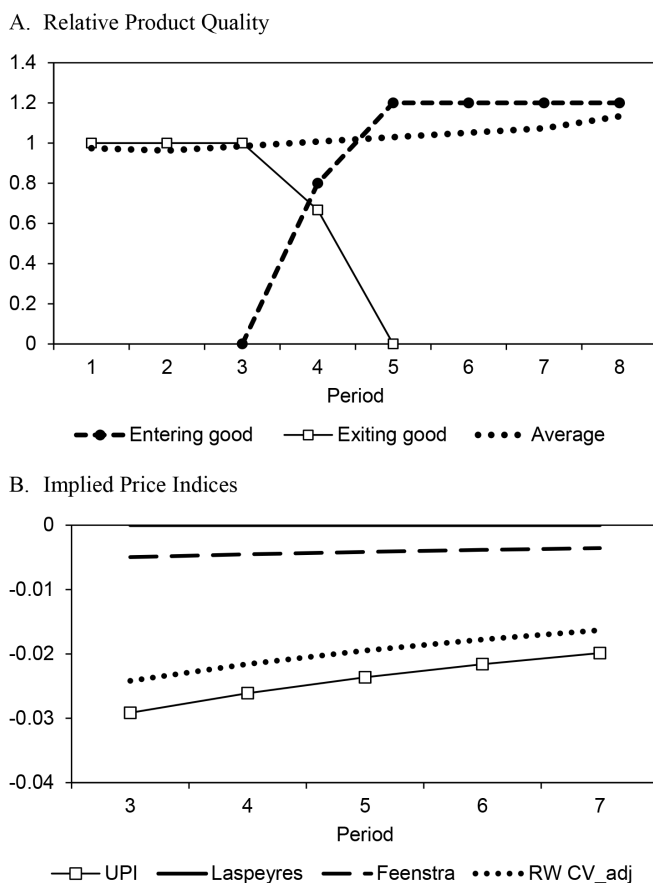 A. Relative Product Quality
1.4
1.2
1
0.8
0.6
0.4
0.2
0
1 2 3 4 5 6 7 8
Period
Entering good Exiting good Average
B. Implied Price Indices
0
-0.01
-0.02
-0.03
-0.04
3 4 5 6 7
Period
UPI Laspeyres Feenstra RW CV_adj